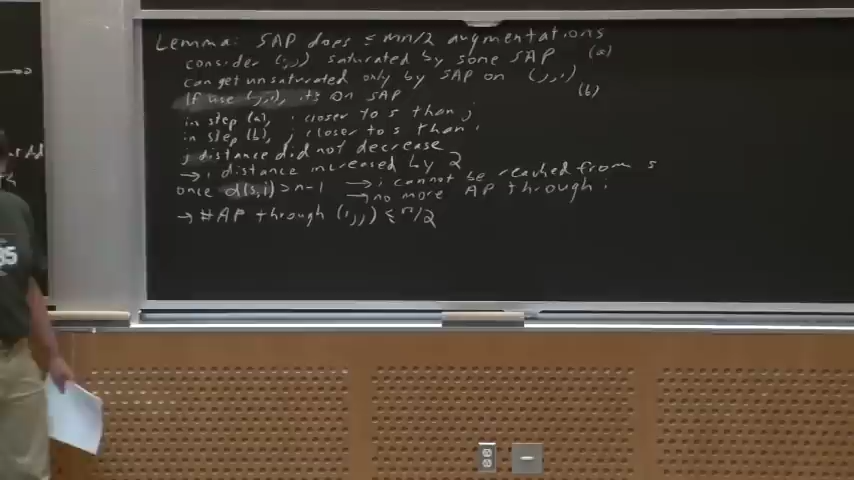 Lemma: SAP does ≤ mn/2 augmentations
consider (i,j) saturated by some SAP (a)
can get unsaturated only by SAP on (j,i)
(b)
If use (j,i), its on SAP
in step (a), i closer to s than j
in step (b), j closer to s than i
j distance did not decrease
→ i distance increased by 2
once d(s,i) > n-1 → i cannot be reached from s
→ no more AP through i
→ #AP through (i,j) ≤ n/2